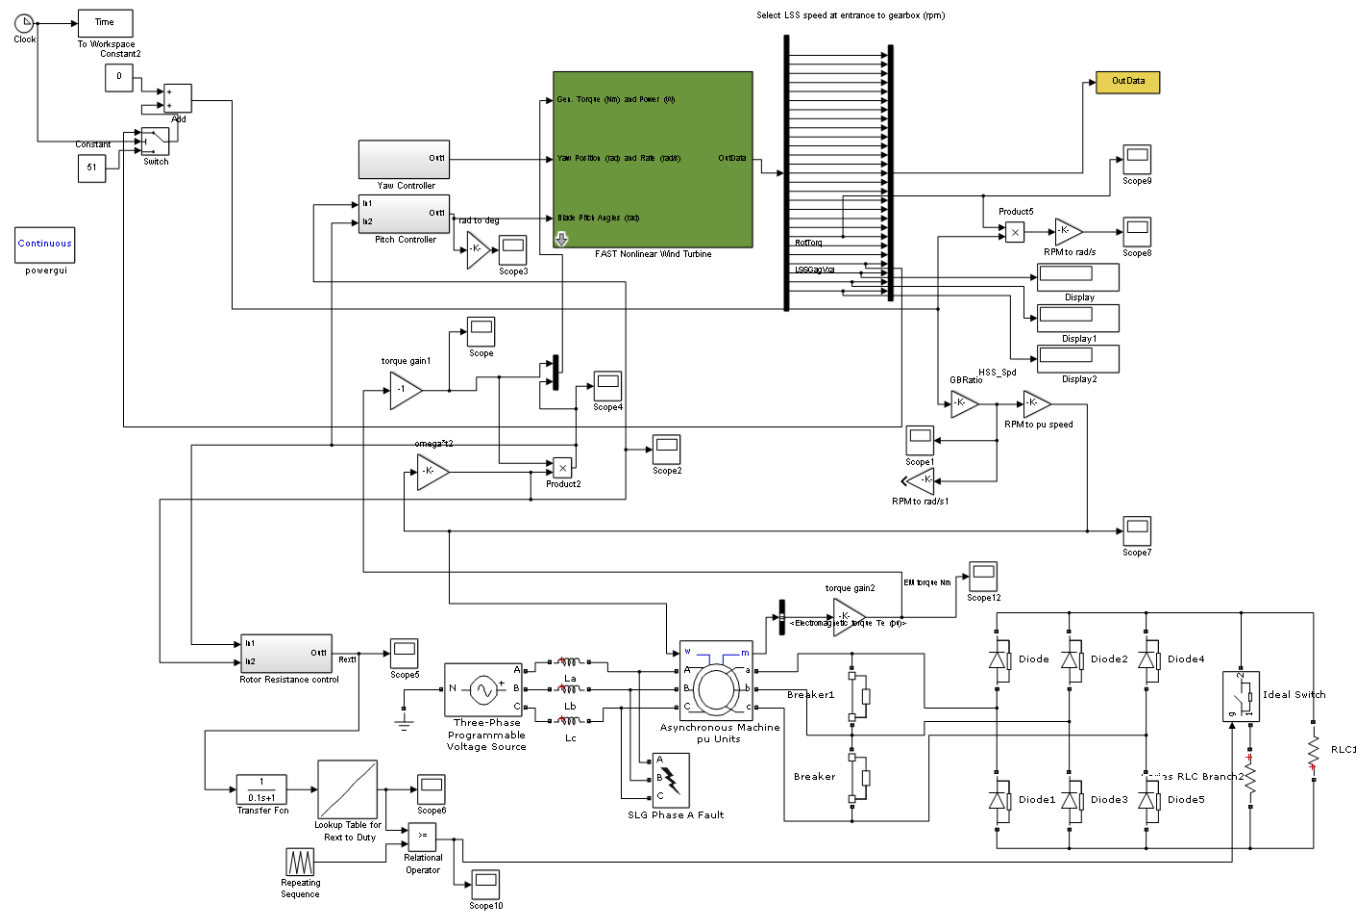 Select LSS speed at entrance to gearbox (rpm)
Clock
Time
To Workspace
Constant2
0
+
+
Add
Constant
51
Switch
Continuous
powergui
Out1
Yaw Controller
In1
In2
Out1
Pitch Controller
rad to deg
-K-
Scope3
Gen. Torque (Nm) and Power (W)
Yaw Position (rad) and Rate (rad/s)
Blade Pitch Angles (rad)
OutData
FAST Nonlinear Wind Turbine
RotTorq
LSSGagVxa
OutData
Scope9
Product5
×
-K-
RPM to rad/s
Scope8
Display
Display1
Display2
Scope
torque gain1
-1
Scope4
HSS_Spd
GBRatio
-K-
-K-
RPM to pu speed
Scope1
-K-
RPM to rad/s1
omega*t2
-K-
×
Product2
Scope2
Scope7
EM torque Nm
Scope12
torque gain2
-K-
<Electromagnetic torque Te (pu)>
In1
In2
Out1
Rotor Resistance control
Rext1
Scope5
N
+
A
B
C
Three-Phase
Programmable
Voltage Source
La
Lb
Lc
w
m
A
B
C
a
b
c
Asynchronous Machine
pu Units
A
B
C
SLG Phase A Fault
Breaker1
Breaker
Diode
Diode2
Diode4
Diode1
Diode3
Diode5
2
g
1
Ideal Switch
RLC Branch2
RLC1
1
0.1s+1
Transfer Fcn
Lookup Table for
Rext to Duty
Scope6
>=
Relational
Operator
Repeating
Sequence
Scope10